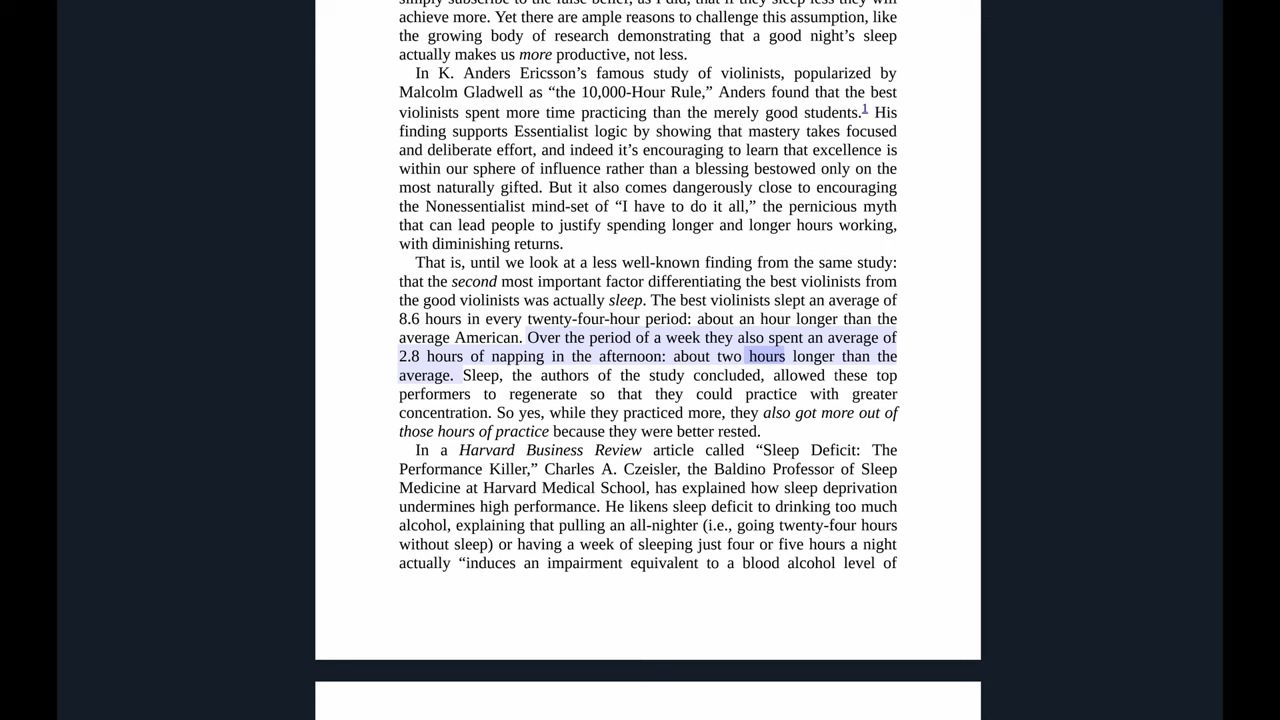 simply subscribe to the false belief, as I did, that if they sleep less they will
achieve more. Yet there are ample reasons to challenge this assumption, like
the growing body of research demonstrating that a good night’s sleep
actually makes us more productive, not less.
In K. Anders Ericsson’s famous study of violinists, popularized by
Malcolm Gladwell as “the 10,000-Hour Rule,” Anders found that the best
violinists spent more time practicing than the merely good students.1 His
finding supports Essentialist logic by showing that mastery takes focused
and deliberate effort, and indeed it’s encouraging to learn that excellence is
within our sphere of influence rather than a blessing bestowed only on the
most naturally gifted. But it also comes dangerously close to encouraging
the Nonessentialist mind-set of “I have to do it all,” the pernicious myth
that can lead people to justify spending longer and longer hours working,
with diminishing returns.
That is, until we look at a less well-known finding from the same study:
that the second most important factor differentiating the best violinists from
the good violinists was actually sleep. The best violinists slept an average of
8.6 hours in every twenty-four-hour period: about an hour longer than the
average American. Over the period of a week they also spent an average of
2.8 hours of napping in the afternoon: about two hours longer than the
average. Sleep, the authors of the study concluded, allowed these top
performers to regenerate so that they could practice with greater
concentration. So yes, while they practiced more, they also got more out of
those hours of practice because they were better rested.
In a Harvard Business Review article called “Sleep Deficit: The
Performance Killer,” Charles A. Czeisler, the Baldino Professor of Sleep
Medicine at Harvard Medical School, has explained how sleep deprivation
undermines high performance. He likens sleep deficit to drinking too much
alcohol, explaining that pulling an all-nighter (i.e., going twenty-four hours
without sleep) or having a week of sleeping just four or five hours a night
actually “induces an impairment equivalent to a blood alcohol level of